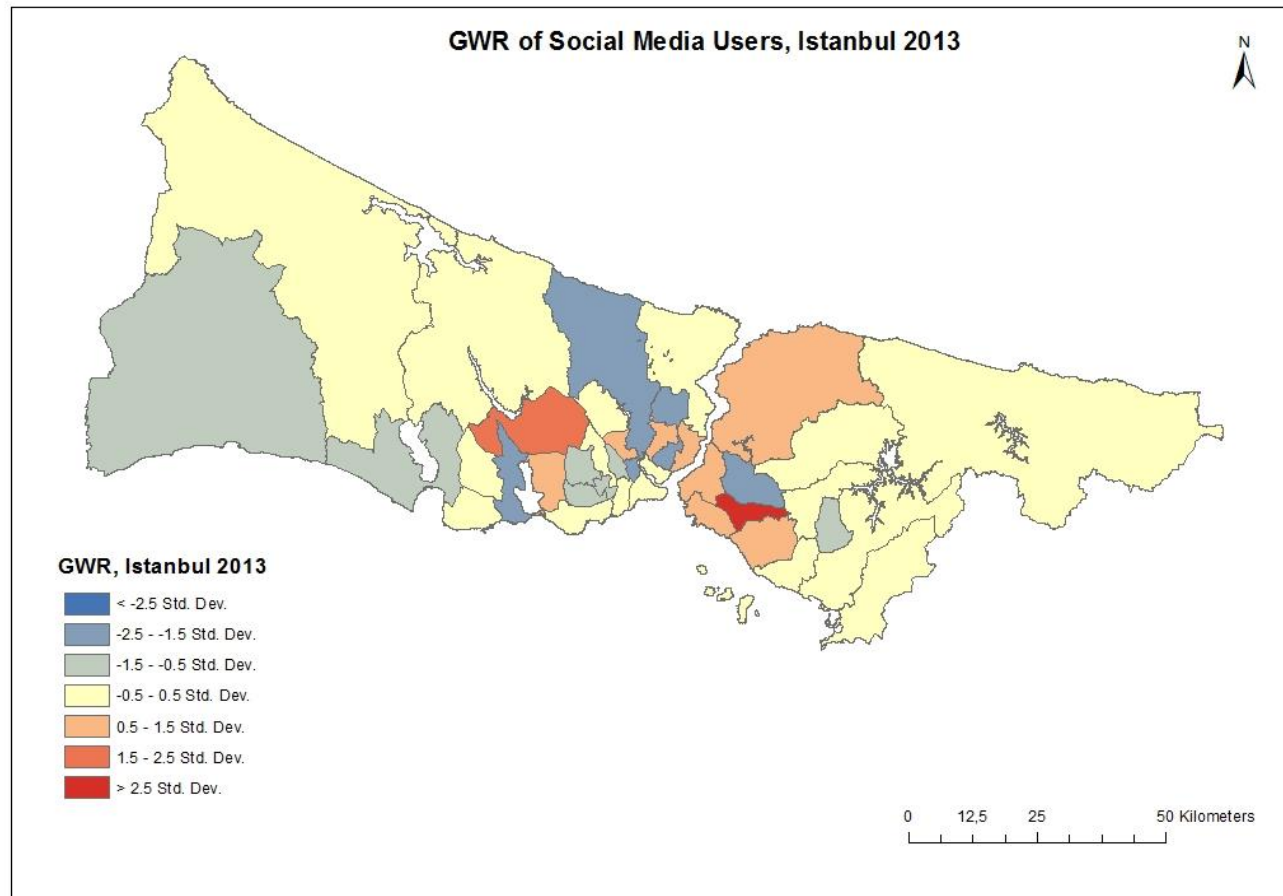 GWR of Social Media Users, Istanbul 2013
N
GWR, Istanbul 2013
< -2.5 Std. Dev.
-2.5 - -1.5 Std. Dev.
-1.5 - -0.5 Std. Dev.
-0.5 - 0.5 Std. Dev.
0.5 - 1.5 Std. Dev.
1.5 - 2.5 Std. Dev.
> 2.5 Std. Dev.
0 12,5 25 50 Kilometers